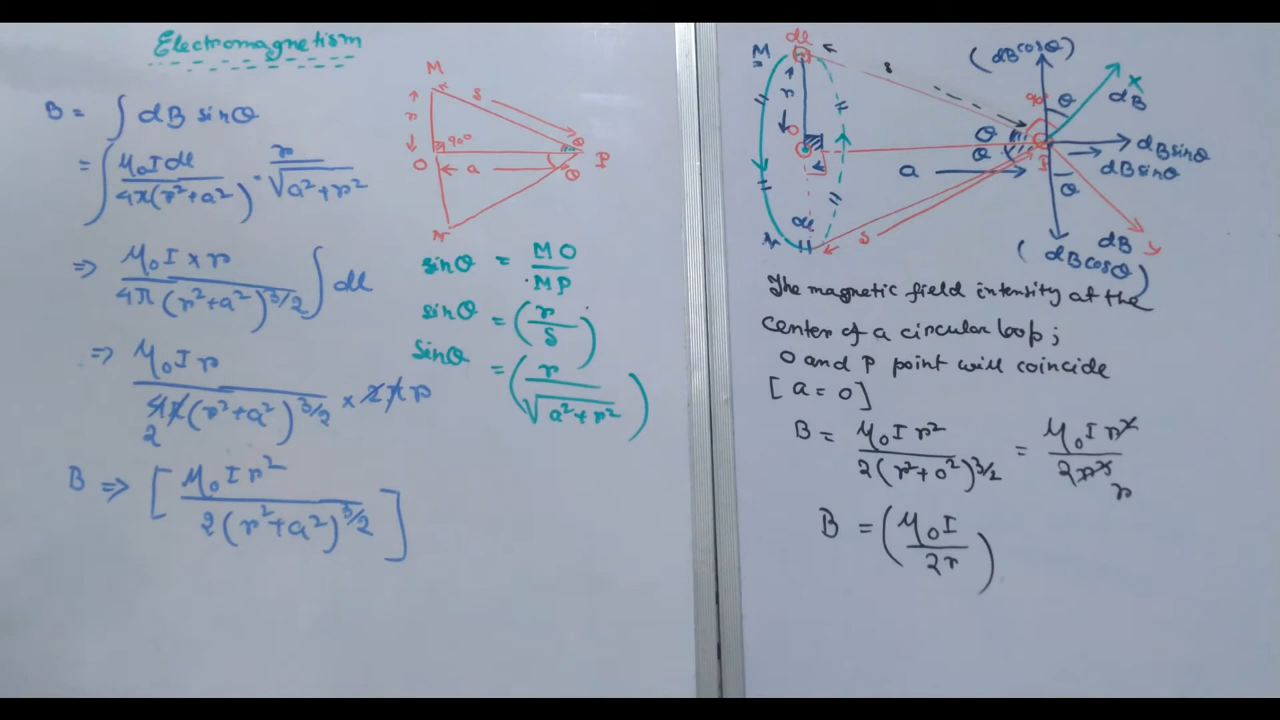 Electromagnetism
B = ∫ dB sinθ
= ∫ μ₀Idl / 4π(r²+a²) · r / √(a²+r²)
⇒ μ₀I×r / 4π(r²+a²)^3/2 ∫ dl
⇒ μ₀Ir / 4π(r²+a²)^3/2 × 2πr
2
B ⇒ [μ₀Ir² / 2(r²+a²)^3/2]
M
s
r
90°
θ
O
a
P
θ
N
sinθ = MO / MP
sinθ = (r / s)
sinθ = (r / √(a²+r²))
dl
M
r
O
s
(dBcosθ)
X
90°
θ
dB
θ
θ
dBsinθ
P
dBsinθ
a
θ
dl
N
s
dB
y
(dBcosθ)
The magnetic field intensity at the
center of a circular loop;
O and P point will coincide
[a = 0]
B = μ₀Ir² / 2(r²+0²)^3/2 = μ₀Ir² / 2r³
r
B = (μ₀I / 2r)